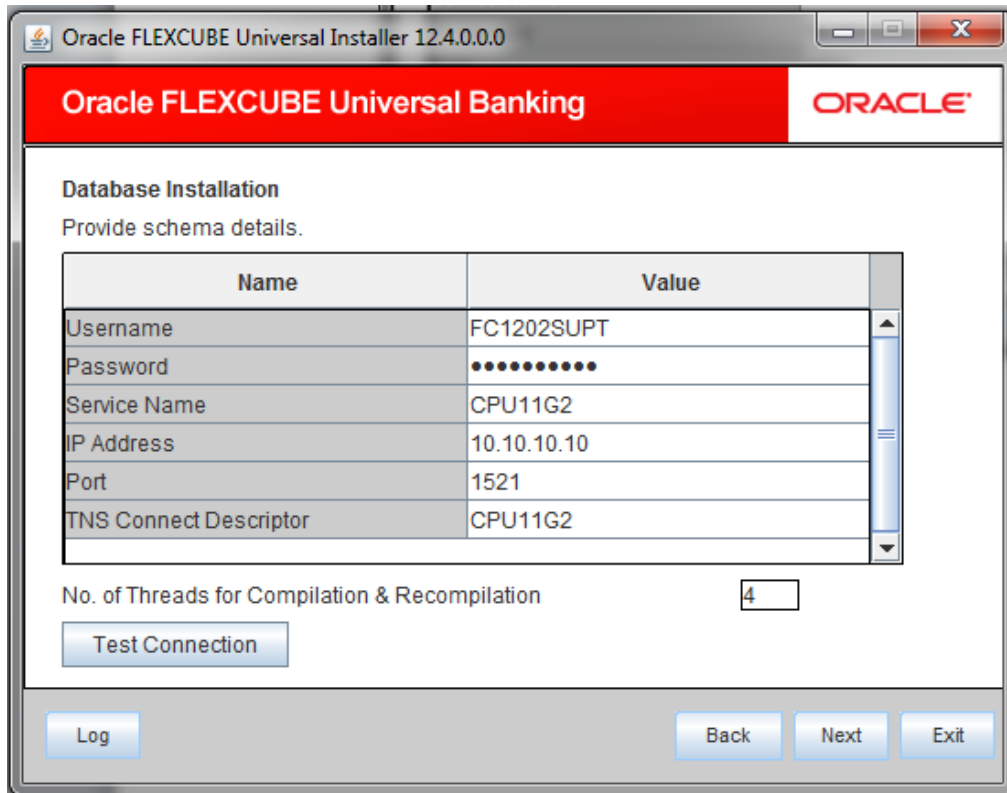 Oracle FLEXCUBE Universal Installer 12.4.0.0.0
Oracle FLEXCUBE Universal Banking
ORACLE
Database Installation
Provide schema details.
Name Value
Username FC1202SUPT
Password ●●●●●●●●●●
Service Name CPU11G2
IP Address 10.10.10.10
Port 1521
TNS Connect Descriptor CPU11G2
No. of Threads for Compilation & Recompilation 4
Test Connection
Log Back Next Exit